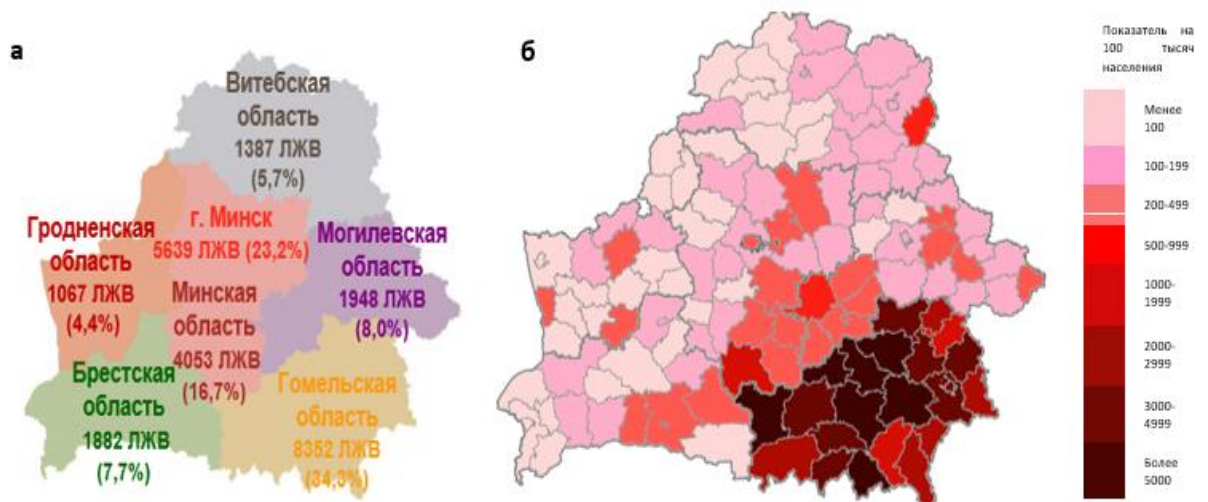 а
Витебская
область
1387 ЛЖВ
(5,7%)
г. Минск
5639 ЛЖВ (23,2%)
Гродненская
область
1067 ЛЖВ
(4,4%)
Могилевская
область
1948 ЛЖВ
(8,0%)
Минская
область
4053 ЛЖВ
(16,7%)
Брестская
область
1882 ЛЖВ
(7,7%)
Гомельская
область
8352 ЛЖВ
(34,3%)
б
Показатель на
100 тысяч
населения
Менее
100
100-199
200-499
500-999
1000-
1999
2000-
2999
3000-
4999
Более
5000